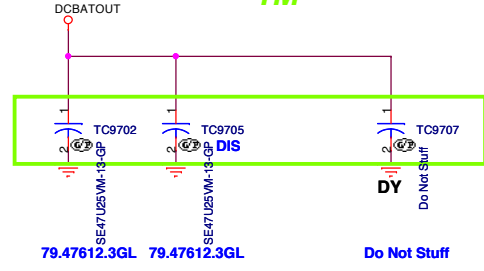 DCBATOUT
1
1
1
TC9702
TC9705
TC9707
DIS
2
2
2
SE47U25VM-13-GP
SE47U25VM-13-GP
Do Not Stuff
DY
79.47612.3GL
79.47612.3GL
Do Not Stuff